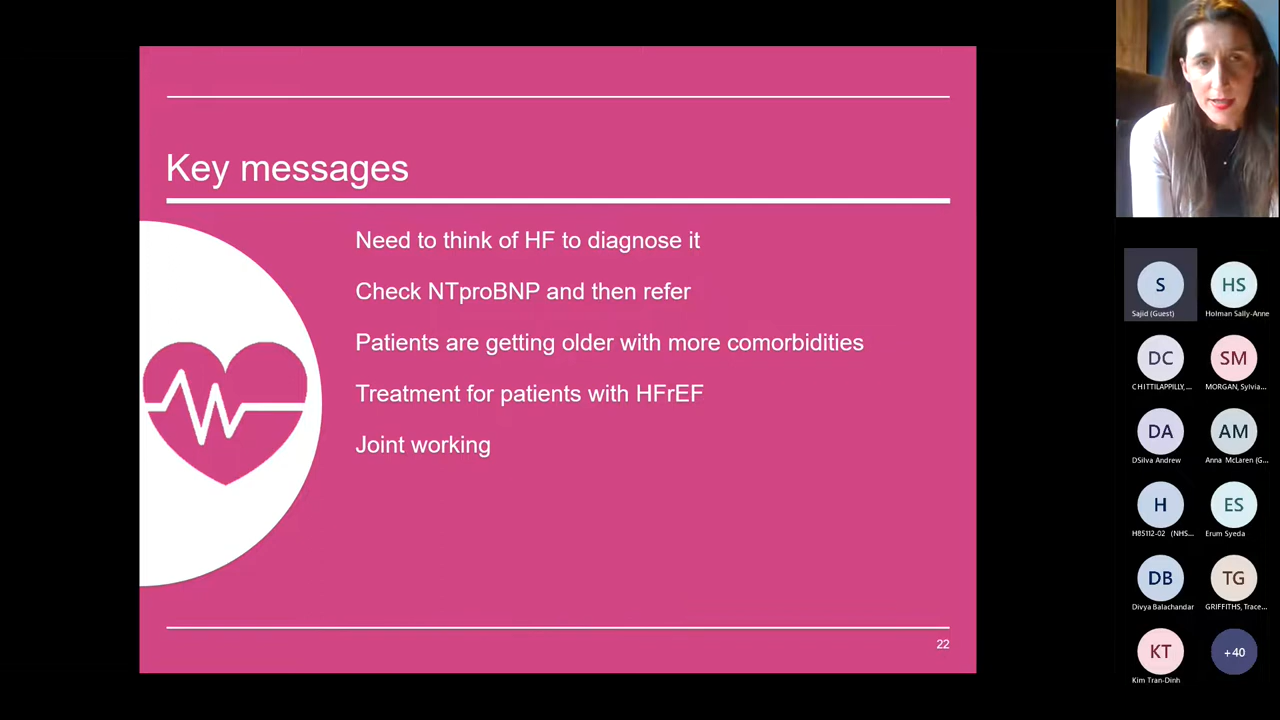 Key messages
Need to think of HF to diagnose it
Check NTproBNP and then refer
Patients are getting older with more comorbidities
Treatment for patients with HFrEF
Joint working
22
S
Sajid (Guest)
HS
Holman Sally-Anne
DC
CHITTILAPPILLY,...
SM
MORGAN, Sylvia...
DA
DSilva Andrew
AM
Anna McLaren (G...
H
H85112-02 (NHS...
ES
Erum Syeda
DB
Divya Balachandar
TG
GRIFFITHS, Trace...
KT
Kim Tran-Dinh
+40